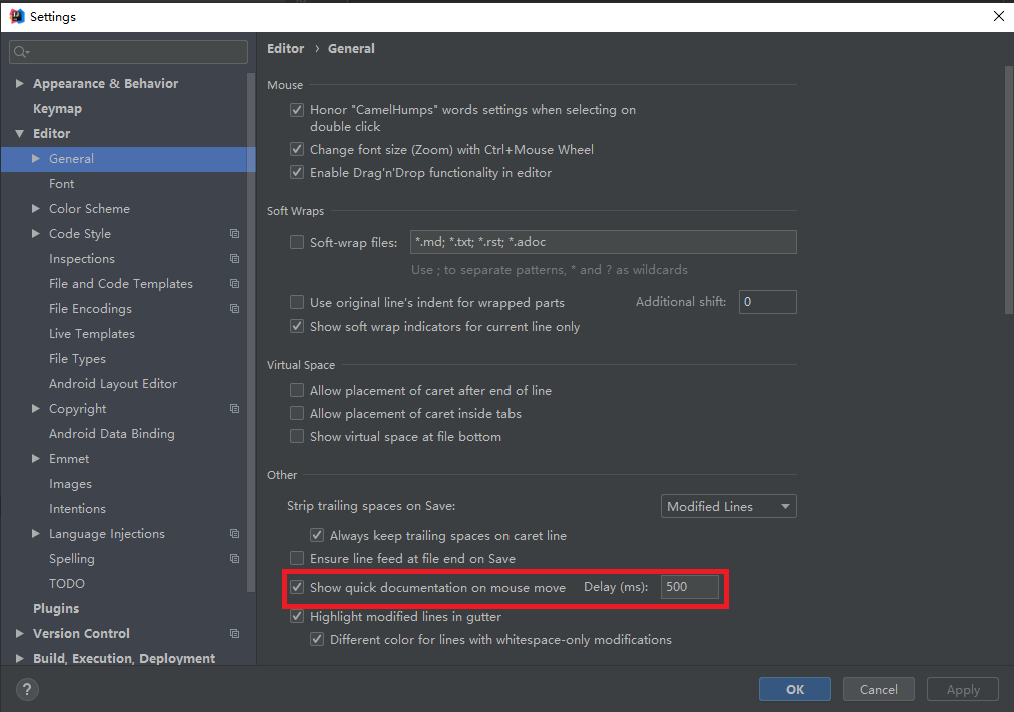 Settings
Appearance & Behavior
Keymap
Editor
General
Font
Color Scheme
Code Style
Inspections
File and Code Templates
File Encodings
Live Templates
File Types
Android Layout Editor
Copyright
Android Data Binding
Emmet
Images
Intentions
Language Injections
Spelling
TODO
Plugins
Version Control
Build, Execution, Deployment
Editor › General
Mouse
Honor "CamelHumps" words settings when selecting on
double click
Change font size (Zoom) with Ctrl+Mouse Wheel
Enable Drag'n'Drop functionality in editor
Soft Wraps
Soft-wrap files: *.md; *.txt; *.rst; *.adoc
Use ; to separate patterns, * and ? as wildcards
Use original line's indent for wrapped parts Additional shift: 0
Show soft wrap indicators for current line only
Virtual Space
Allow placement of caret after end of line
Allow placement of caret inside tabs
Show virtual space at file bottom
Other
Strip trailing spaces on Save: Modified Lines
Always keep trailing spaces on caret line
Ensure line feed at file end on Save
Show quick documentation on mouse move Delay (ms): 500
Highlight modified lines in gutter
Different color for lines with whitespace-only modifications
? OK Cancel Apply